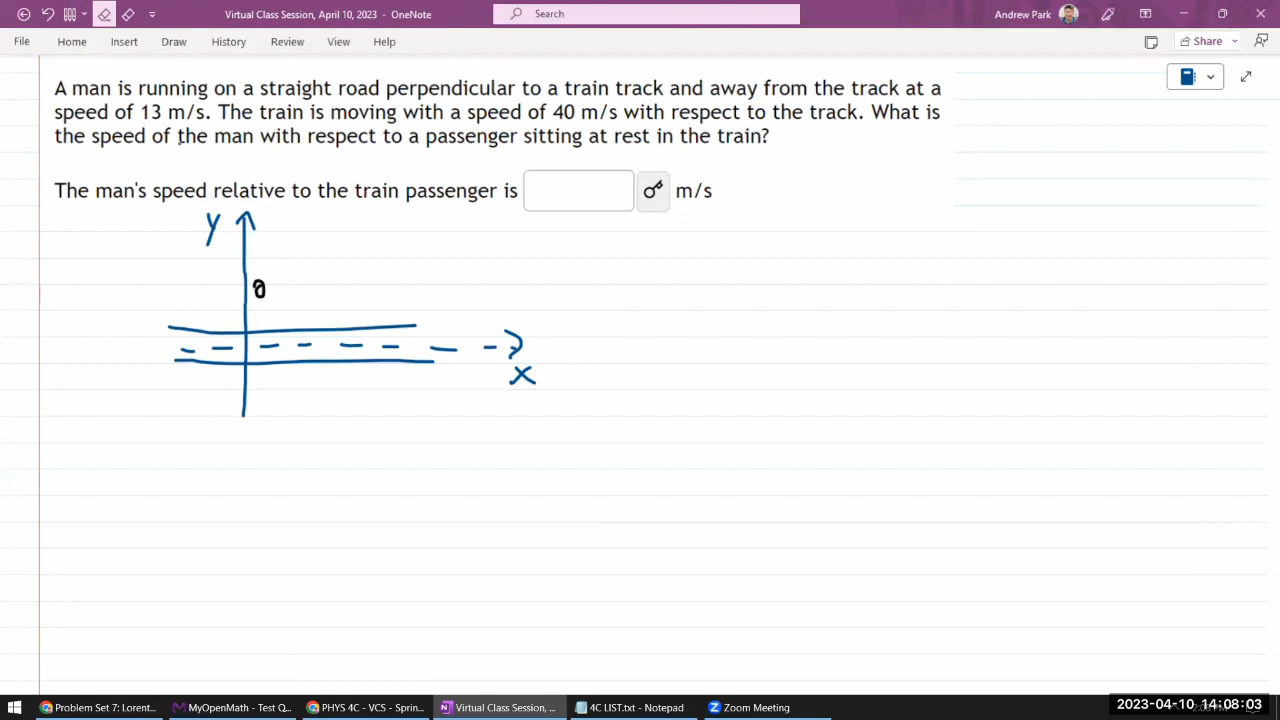 Virtual Class Session, April 10, 2023 - OneNote
Search
Andrew Park
File Home Insert Draw History Review View Help
Share
A man is running on a straight road perpendicular to a train track and away from the track at a
speed of 13 m/s. The train is moving with a speed of 40 m/s with respect to the track. What is
the speed of the man with respect to a passenger sitting at rest in the train?
The man's speed relative to the train passenger is
m/s
y
x
Problem Set 7: Lorent...
MyOpenMath - Test Q...
PHYS 4C - VCS - Sprin...
Virtual Class Session, ...
4C LIST.txt - Notepad
Zoom Meeting
2023-04-10 14:08:03